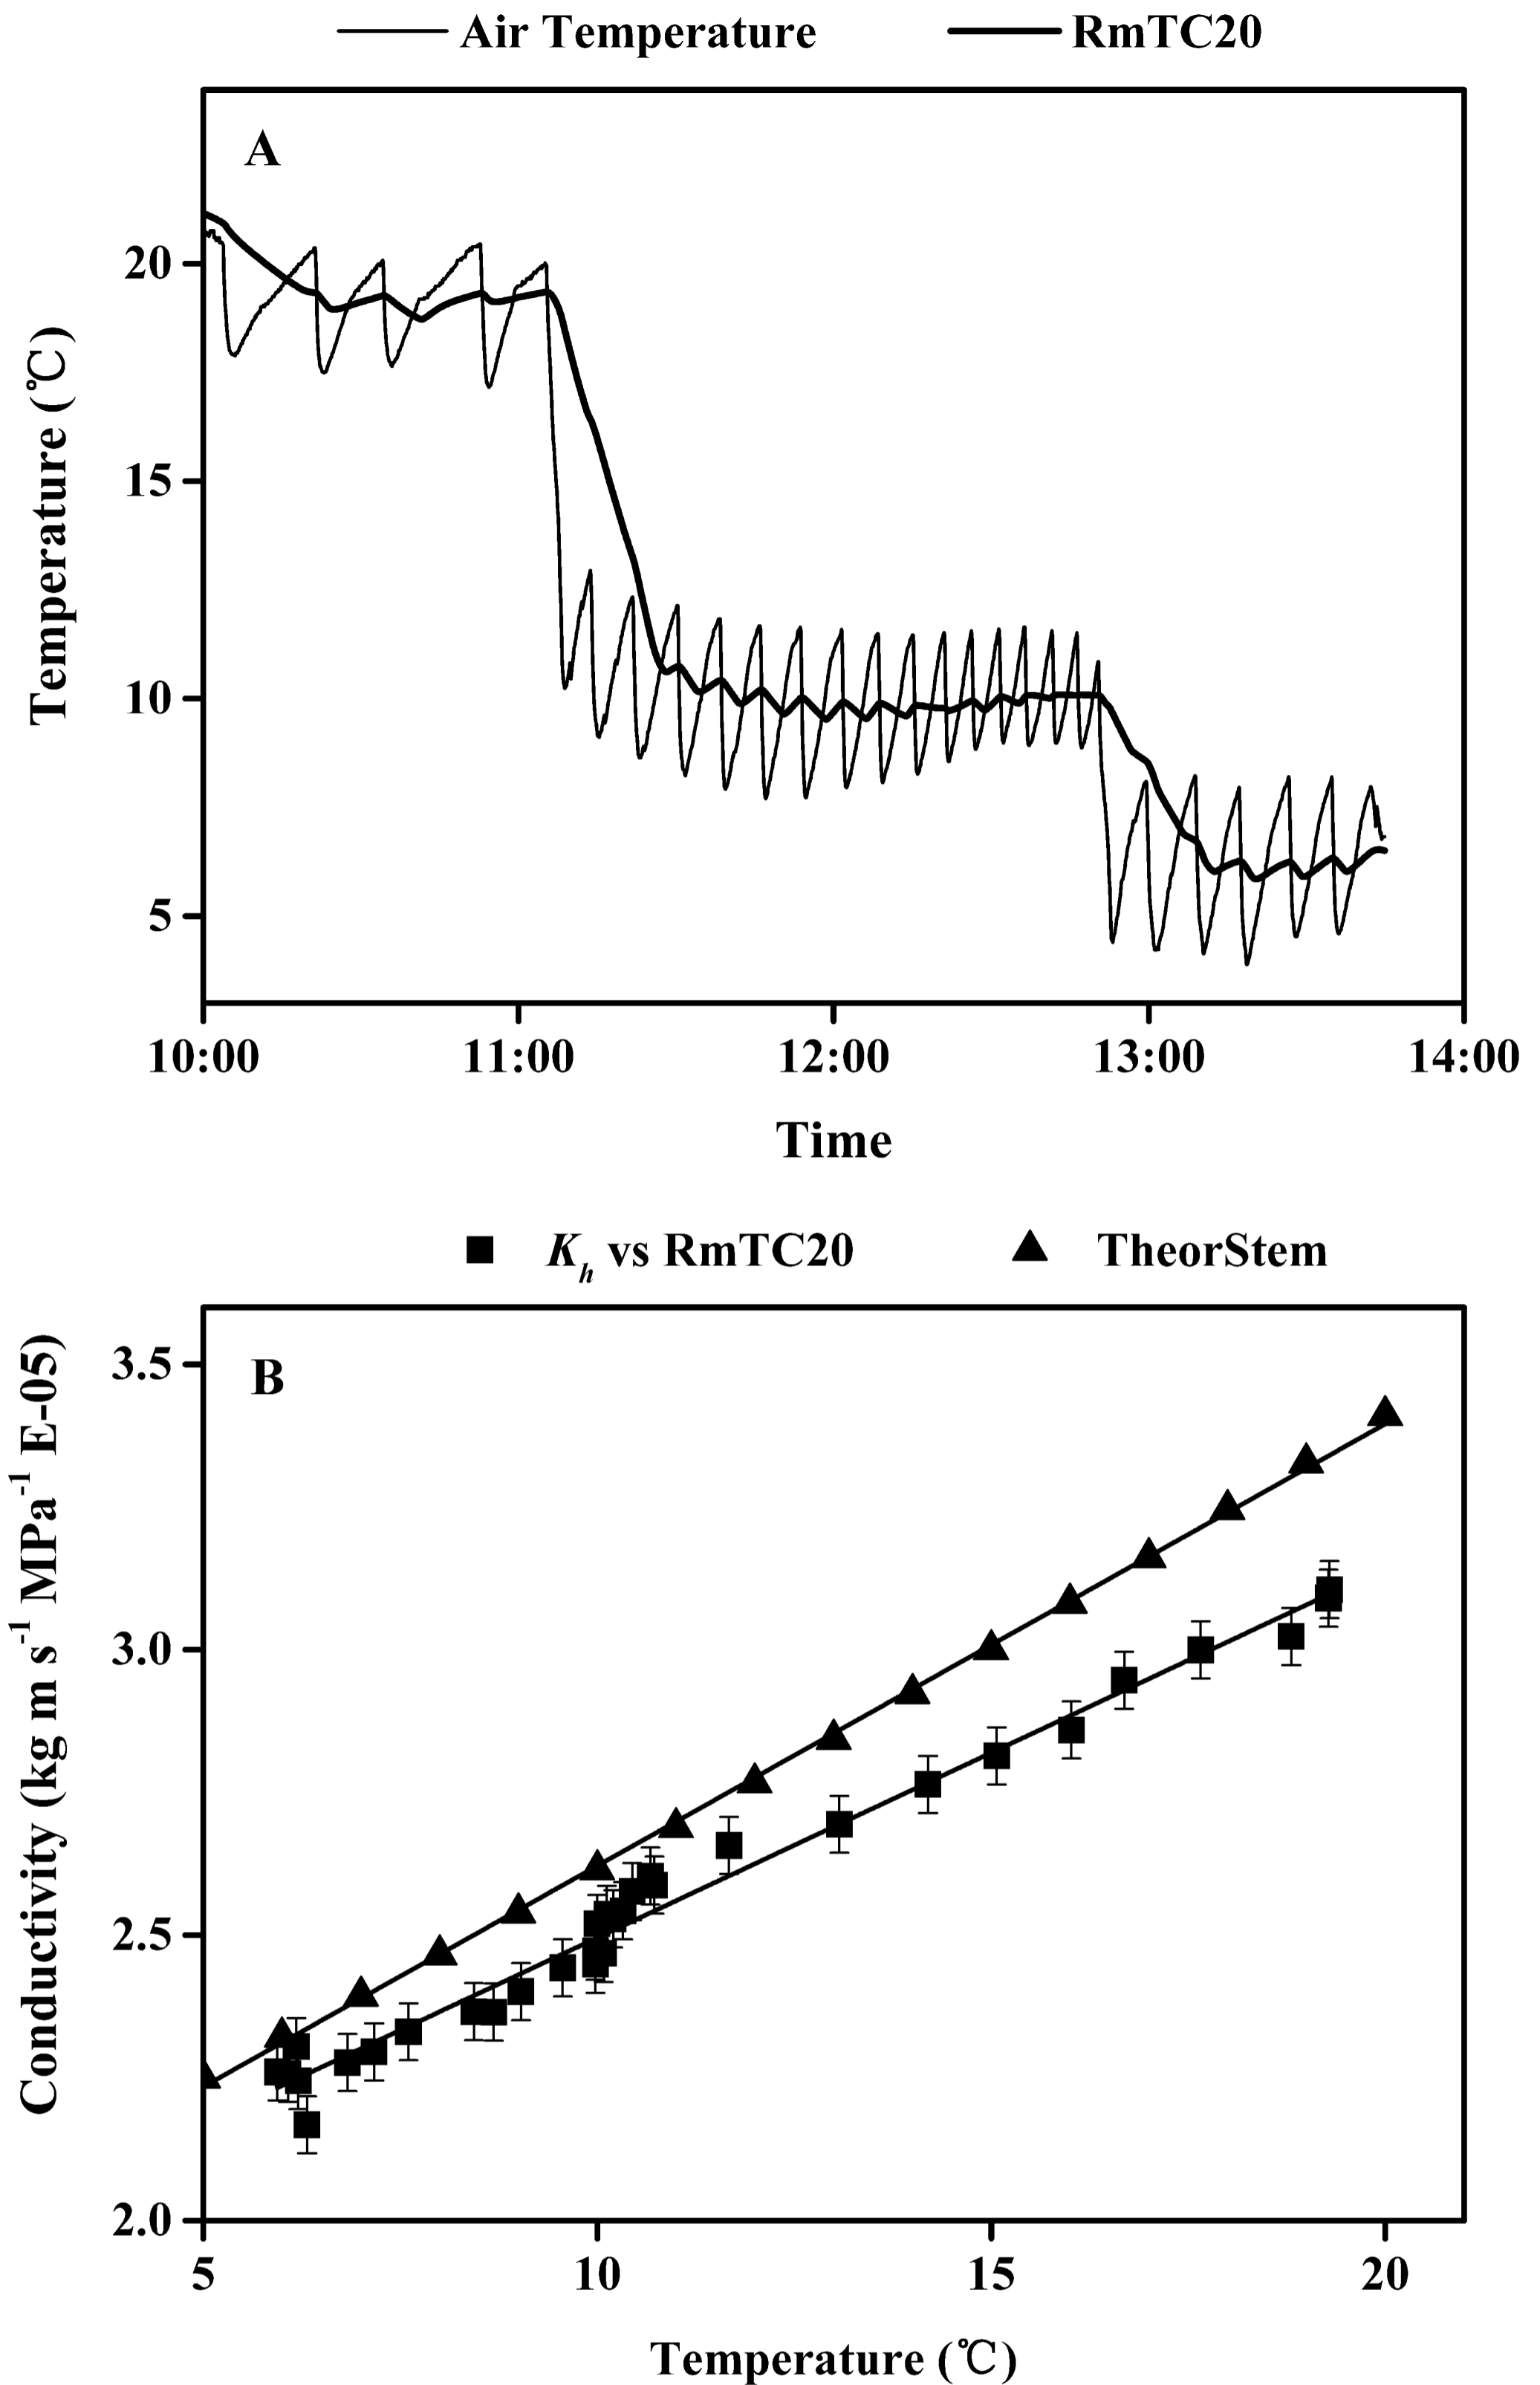 Air Temperature RmTC20
A
20
15
10
5
Temperature (℃)
10:00 11:00 12:00 13:00 14:00
Time
Kh vs RmTC20 TheorStem
B
3.5
3.0
2.5
2.0
Conductivity (kg m s-1 MPa-1 E-05)
5 10 15 20
Temperature (℃)